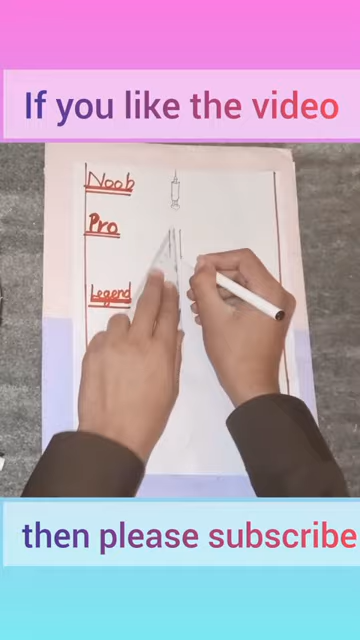 If you like the video
Noob
Pro
Legend
then please subscribe